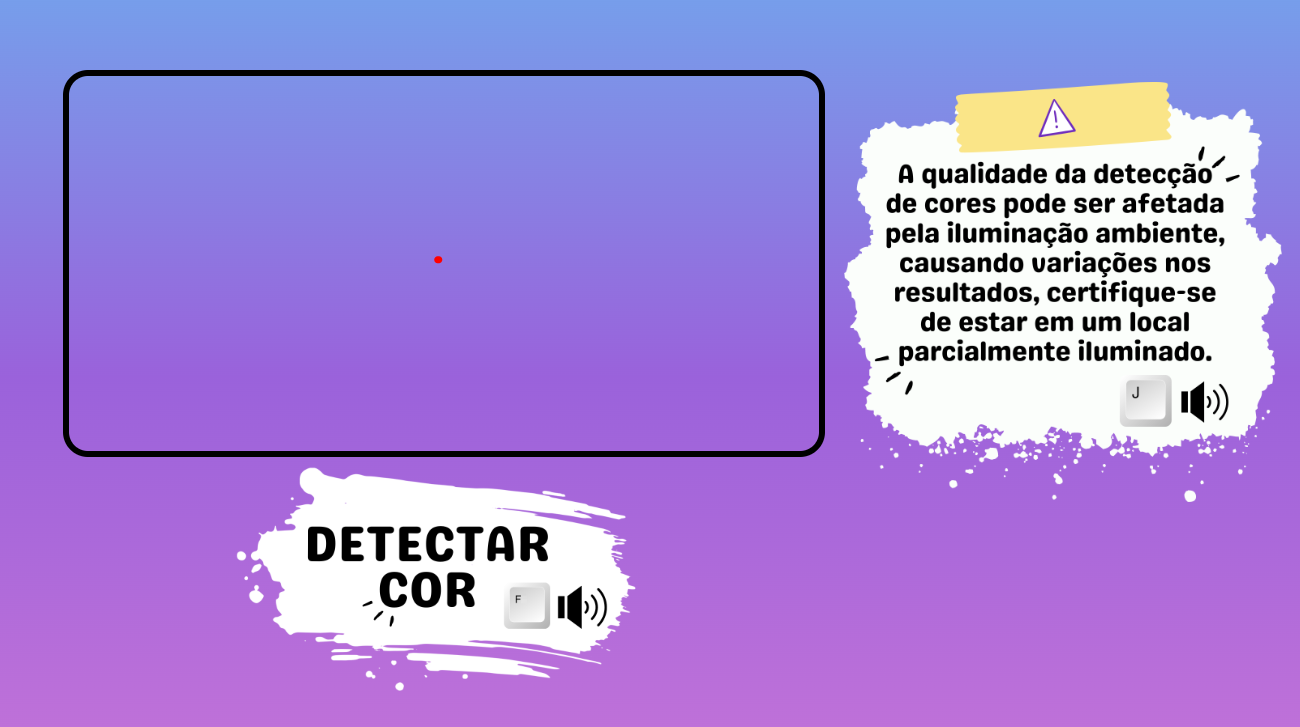 A qualidade da detecção
de cores pode ser afetada
pela iluminação ambiente,
causando variações nos
resultados, certifique-se
de estar em um local
parcialmente iluminado.
J
DETECTAR
COR
F